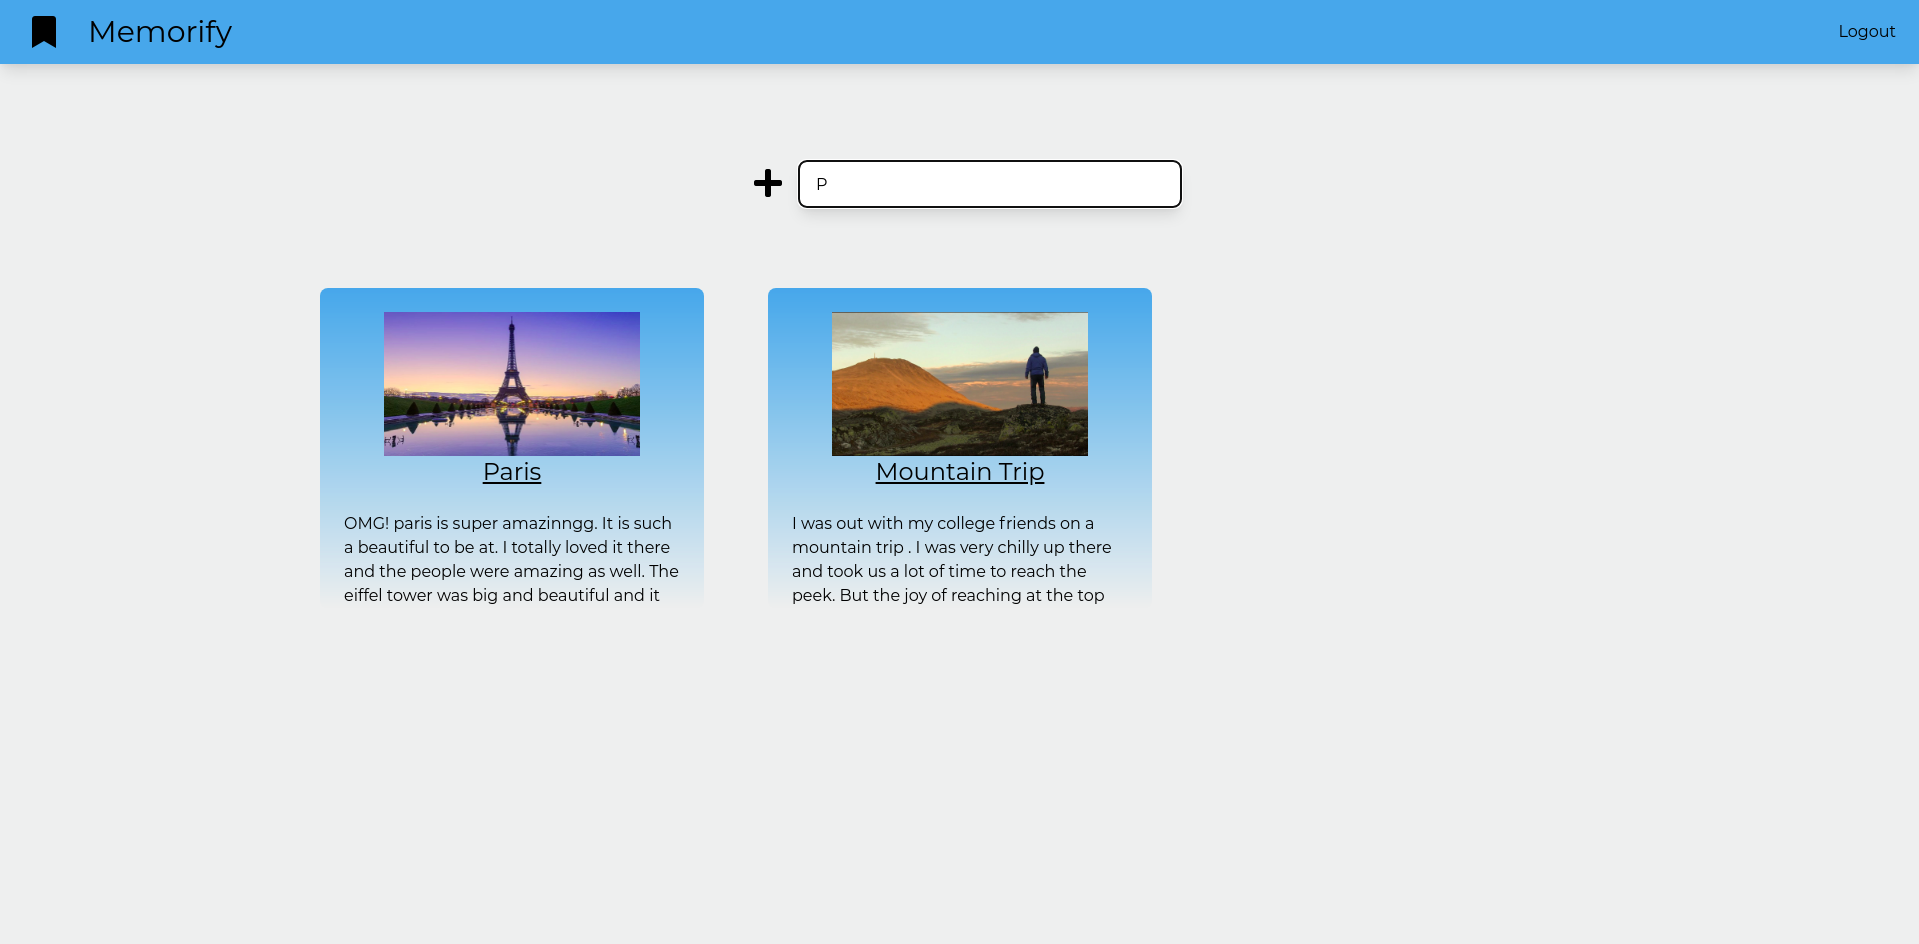 Memorify
Logout
P
Paris
OMG! paris is super amazinngg. It is such
a beautiful to be at. I totally loved it there
and the people were amazing as well. The
eiffel tower was big and beautiful and it
Mountain Trip
I was out with my college friends on a
mountain trip . I was very chilly up there
and took us a lot of time to reach the
peek. But the joy of reaching at the top